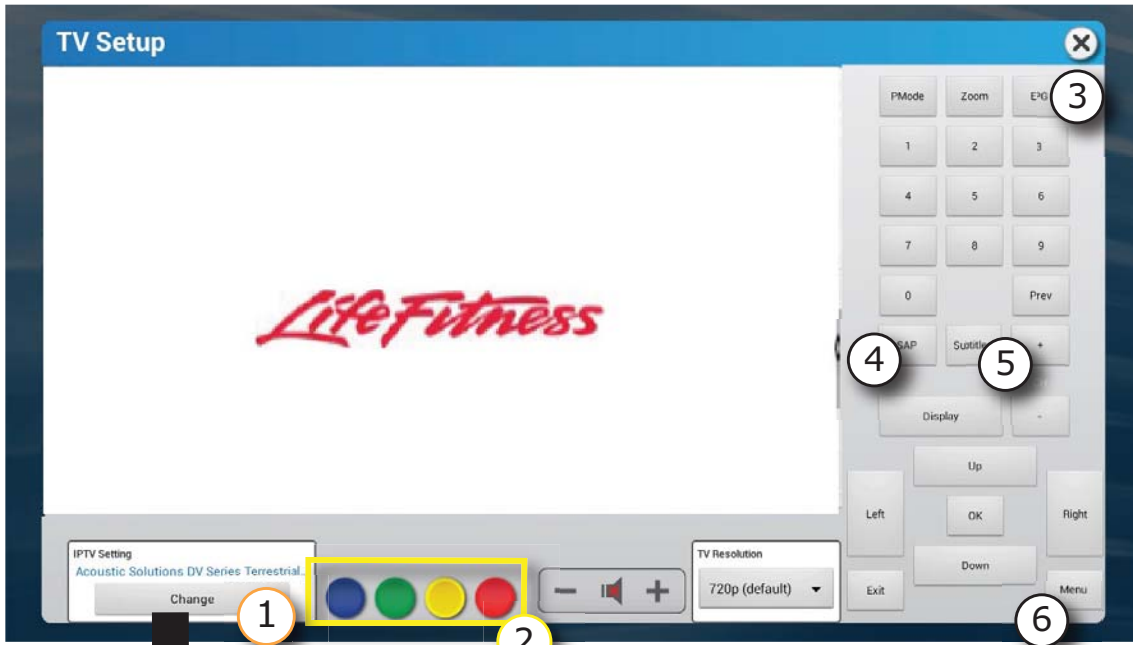 TV Setup
PMode Zoom
3
1 2 3
4 5 6
7 8 9
0 Prev
LifeFitness
4 SAP 5 +
Display -
Up
Left OK Right
Down
Exit Menu
6
IPTV Setting
Acoustic Solutions DV Series Terrestrial..
Change
1
2
- +
TV Resolution
720p (default)